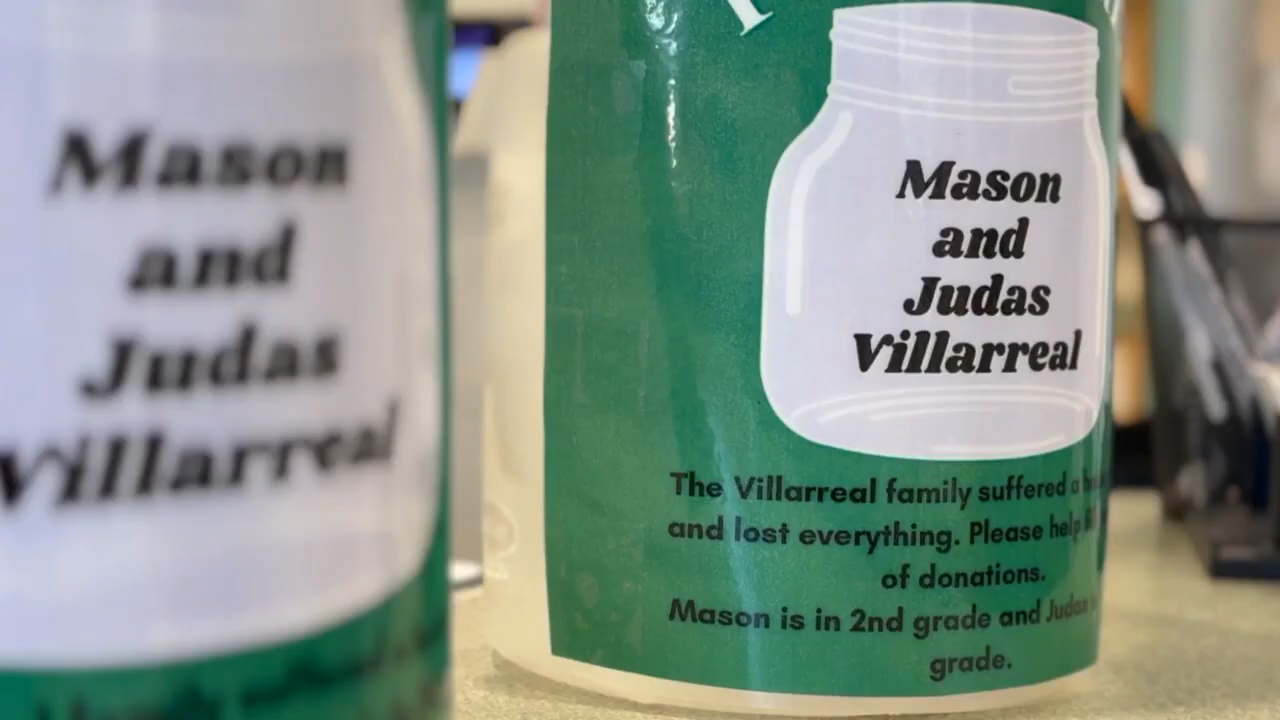 Mason
and
Judas
Villarreal
Mason
and
Judas
Villarreal
The Villarreal family suffered a
and lost everything. Please help
of donations.
Mason is in 2nd grade and Judas
grade.